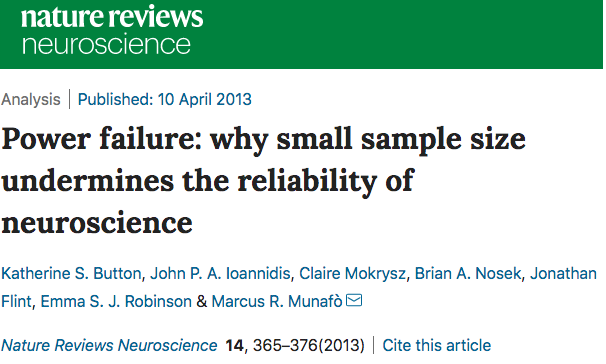 nature reviews
neuroscience
Analysis | Published: 10 April 2013
Power failure: why small sample size
undermines the reliability of
neuroscience
Katherine S. Button, John P. A. Ioannidis, Claire Mokrysz, Brian A. Nosek, Jonathan
Flint, Emma S. J. Robinson & Marcus R. Munafò
Nature Reviews Neuroscience 14, 365–376(2013) | Cite this article